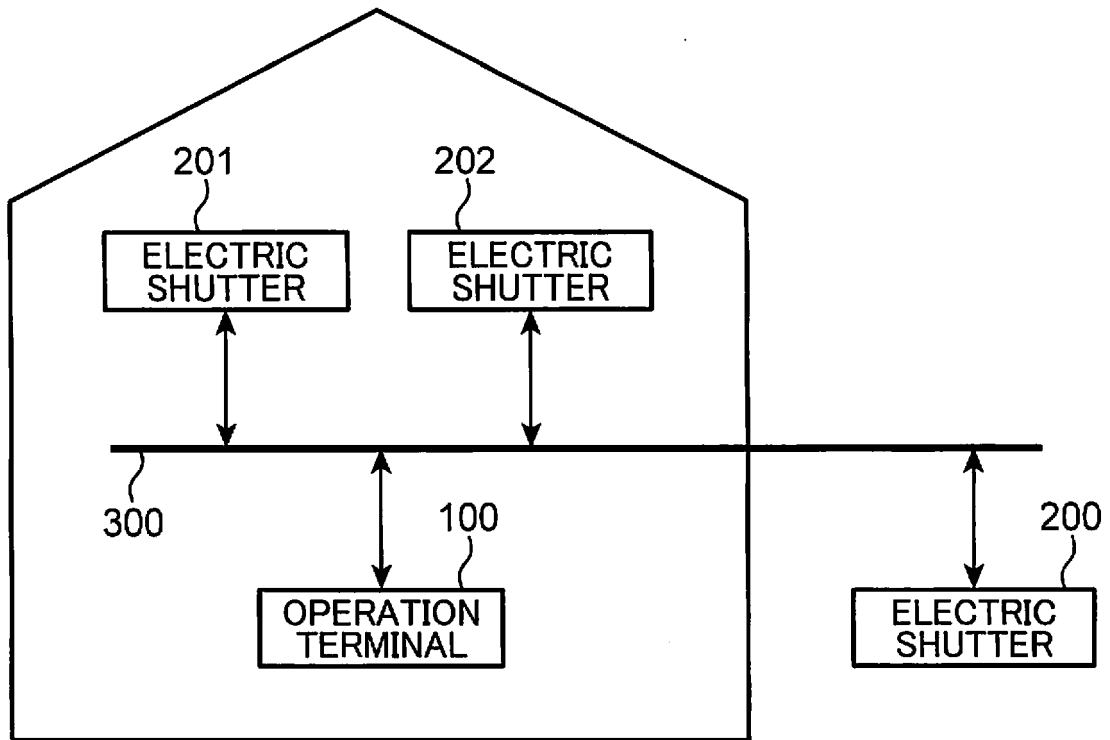 201
202
ELECTRIC
SHUTTER
ELECTRIC
SHUTTER
300
100
200
OPERATION
TERMINAL
ELECTRIC
SHUTTER